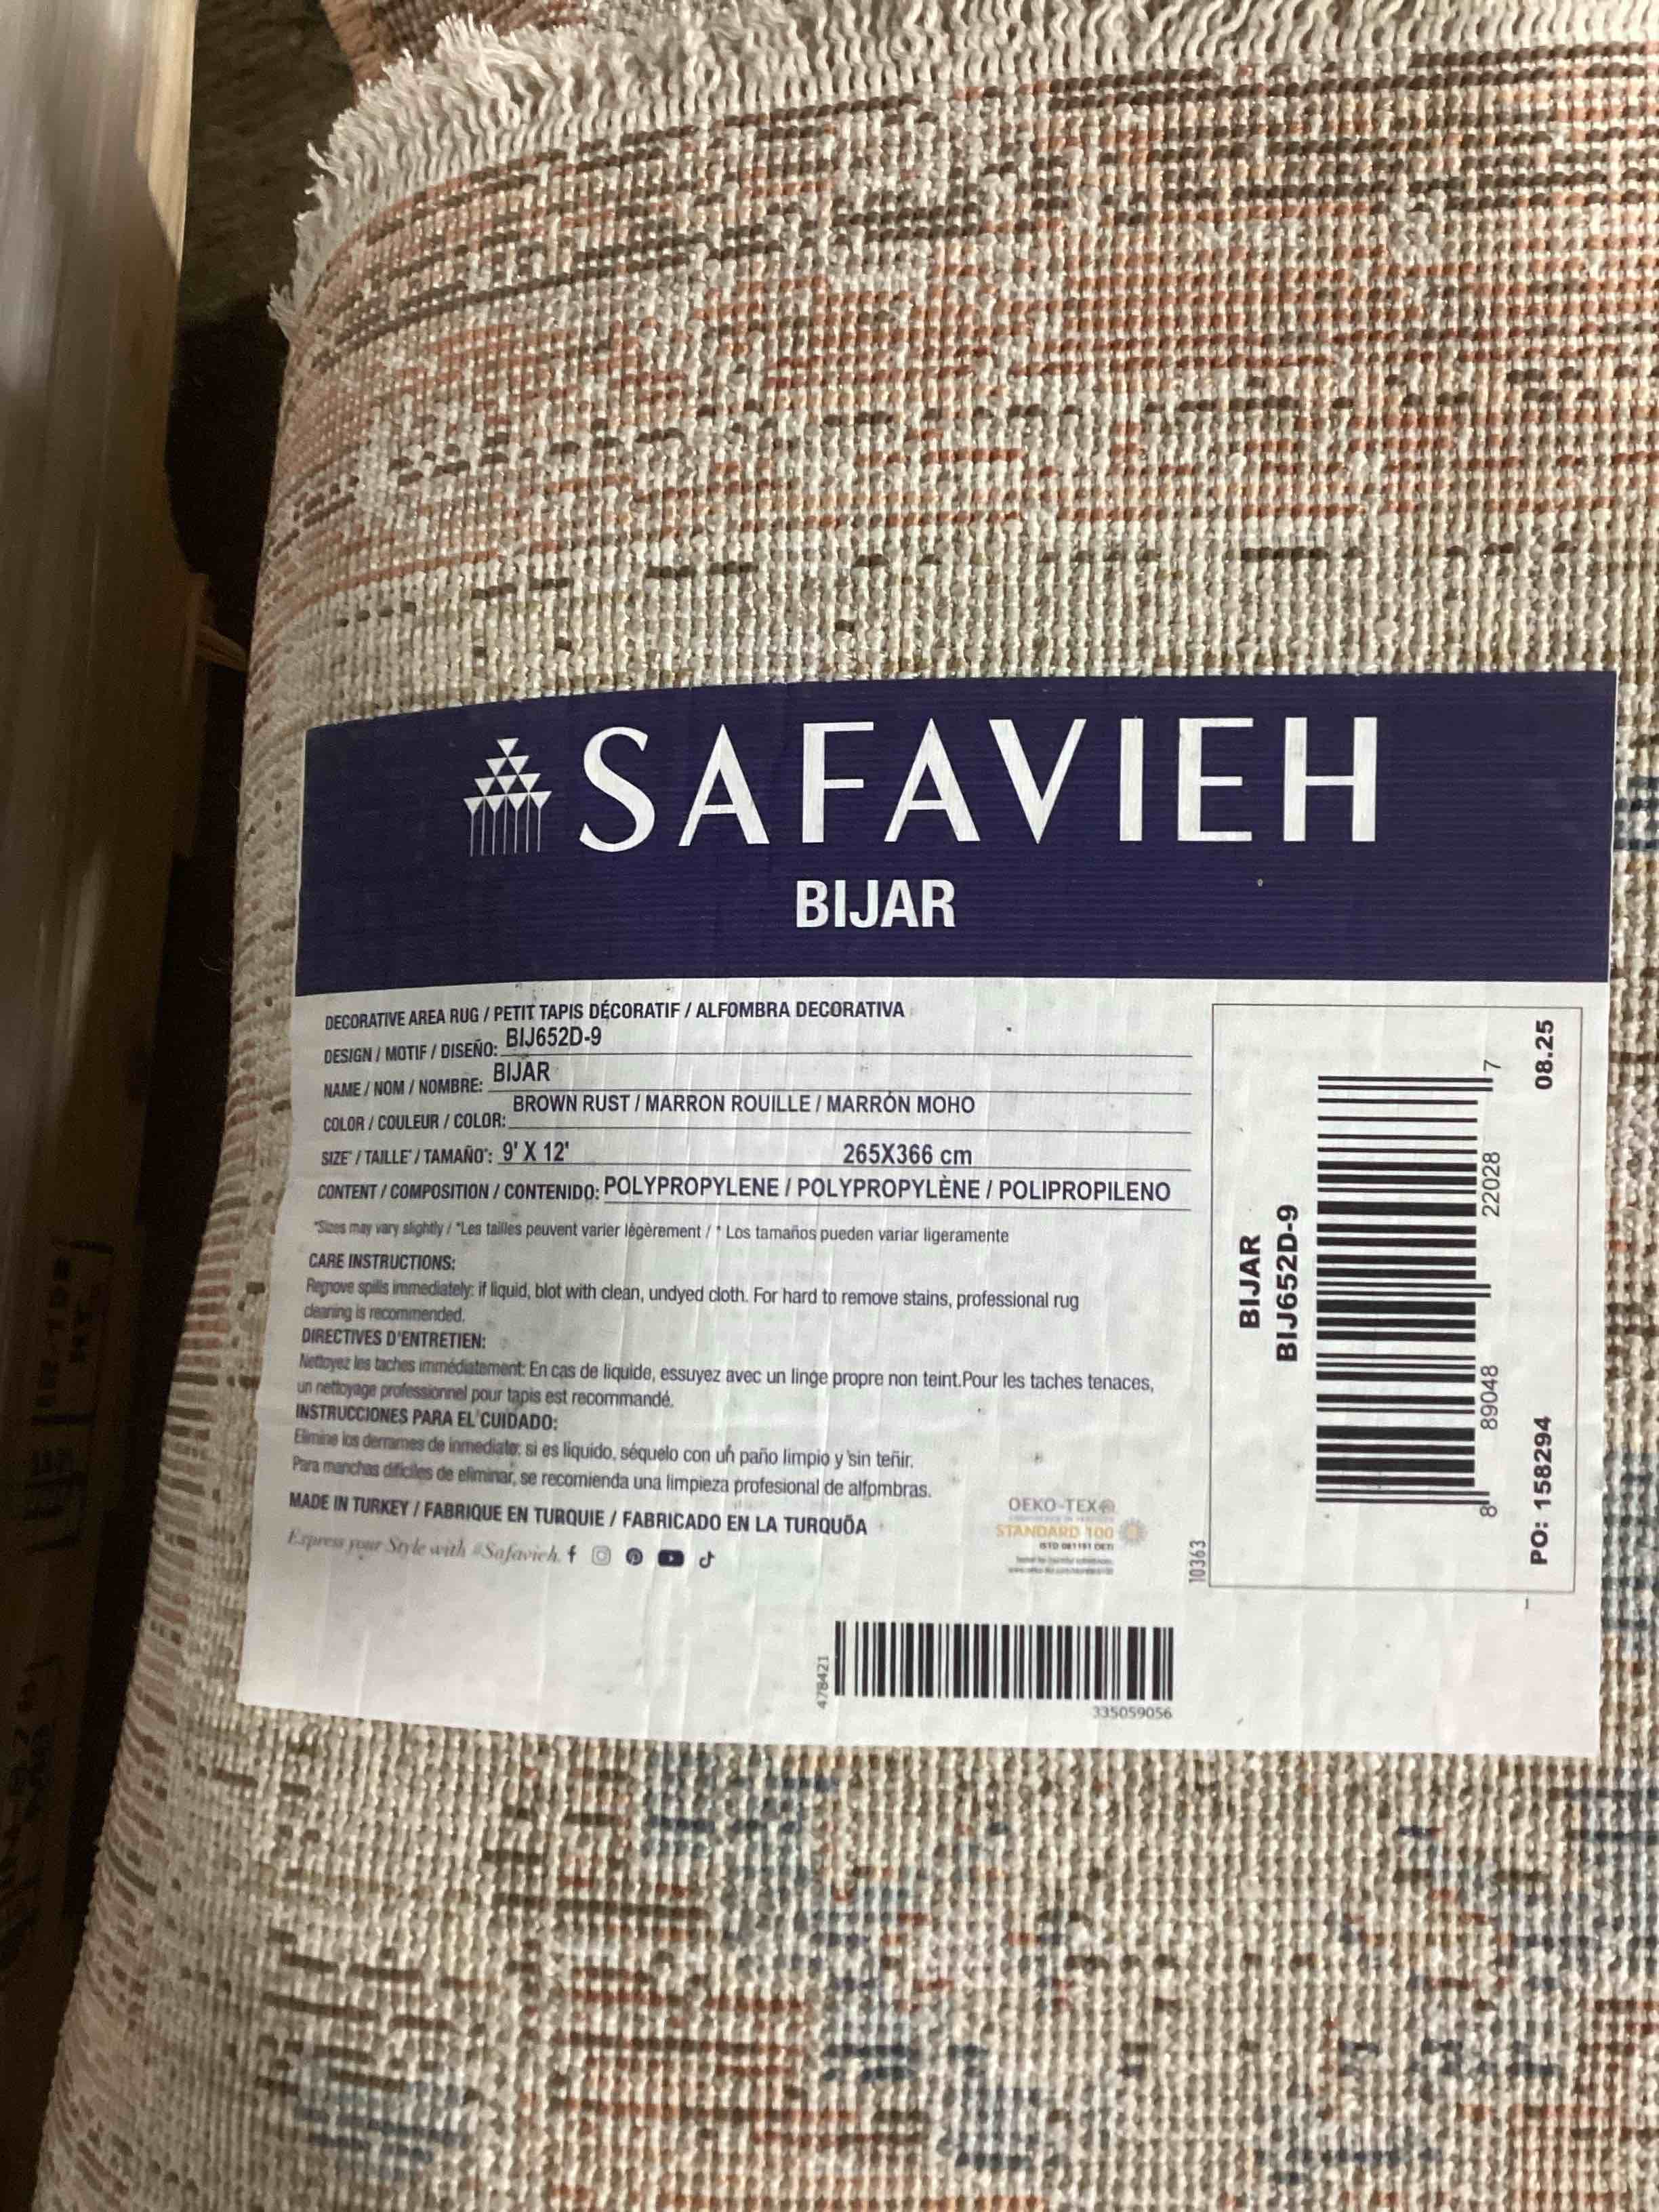 SAFAVIEH
BIJAR
DECORATIVE AREA RUG / PETIT TAPIS DÉCORATIF / ALFOMBRA DECORATIVA
DESIGN / MOTIF / DISEÑO: BIJ652D-9
NAME / NOM / NOMBRE: BIJAR
COLOR / COULEUR / COLOR: BROWN RUST / MARRON ROUILLE / MARRÓN MOHO
SIZE* / TAILLE* / TAMAÑO*: 9' X 12' 265X366 cm
CONTENT / COMPOSITION / CONTENIDO: POLYPROPYLENE / POLYPROPYLÈNE / POLIPROPILENO
*Sizes may vary slightly / *Les tailles peuvent varier légèrement / * Los tamaños pueden variar ligeramente
CARE INSTRUCTIONS:
Remove spills immediately: if liquid, blot with clean, undyed cloth. For hard to remove stains, professional rug
cleaning is recommended.
DIRECTIVES D'ENTRETIEN:
Nettoyez les taches immédiatement: En cas de liquide, essuyez avec un linge propre non teint.Pour les taches tenaces,
un nettoyage professionnel pour tapis est recommandé.
INSTRUCCIONES PARA EL CUIDADO:
Elimine los derrames de inmediato: si es líquido, séquelo con un paño limpio y sin teñir.
Para manchas difíciles de eliminar, se recomienda una limpieza profesional de alfombras.
MADE IN TURKEY / FABRIQUE EN TURQUIE / FABRICADO EN LA TURQUÕA
Express your Style with #Safavieh.
OEKO-TEX
STANDARD 100
10363
BIJAR
BIJ652D-9
8 89048 22028 7
PO: 158294 08.25
478421
335059056